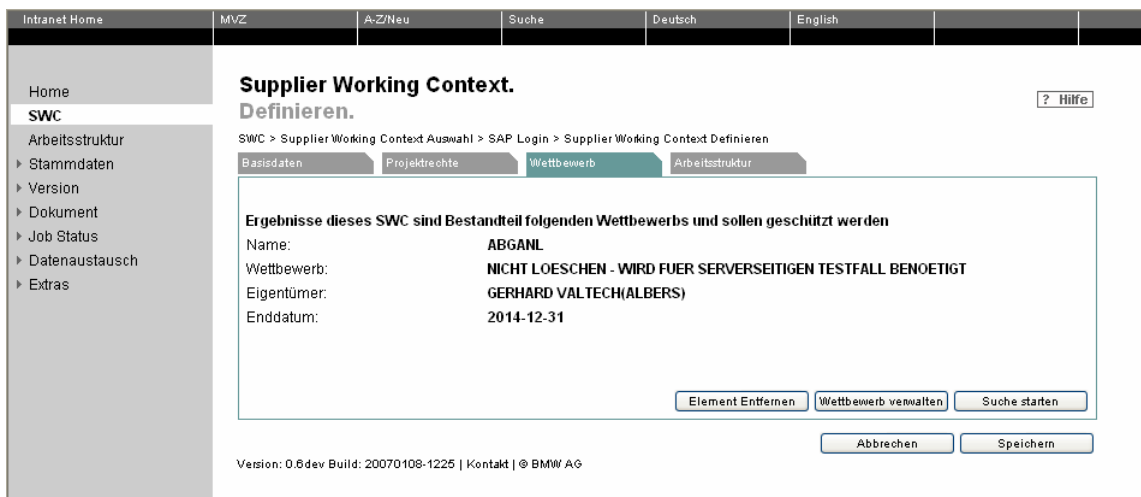 Intranet Home MVZ A-Z/Neu Suche Deutsch English
Home
SWC
Arbeitsstruktur
Stammdaten
Version
Dokument
Job Status
Datenaustausch
Extras
Supplier Working Context.
Definieren.
? Hilfe
SWC > Supplier Working Context Auswahl > SAP Login > Supplier Working Context Definieren
Basisdaten Projektrechte Wettbewerb Arbeitsstruktur
Ergebnisse dieses SWC sind Bestandteil folgenden Wettbewerbs und sollen geschützt werden
Name: ABGANL
Wettbewerb: NICHT LOESCHEN - WIRD FUER SERVERSEITIGEN TESTFALL BENOETIGT
Eigentümer: GERHARD VALTECH(ALBERS)
Enddatum: 2014-12-31
Element Entfernen Wettbewerb verwalten Suche starten
Abbrechen Speichern
Version: 0.6dev Build: 20070108-1225 | Kontakt | © BMW AG